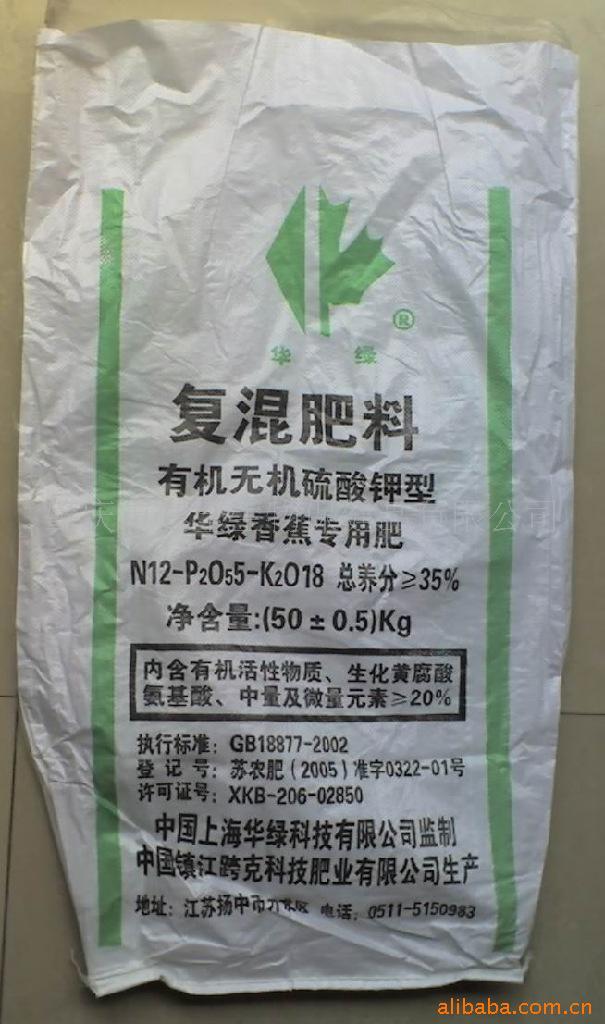 ®
华 绿
复混肥料
有机无机硫酸钾型
华绿香蕉专用肥
N12-P₂O₅5-K₂O18 总养分≥35%
净含量:(50±0.5)Kg
内含有机活性物质、生化黄腐酸
氨基酸、中量及微量元素≥20%
执行标准: GB18877-2002
登记号: 苏农肥(2005)准字0322-01号
许可证号: XKB-206-02850
中国上海华绿科技有限公司监制
中国镇江跨克科技肥业有限公司生产
地址: 江苏扬中市 电话: 0511-5150983
alibaba.com.cn